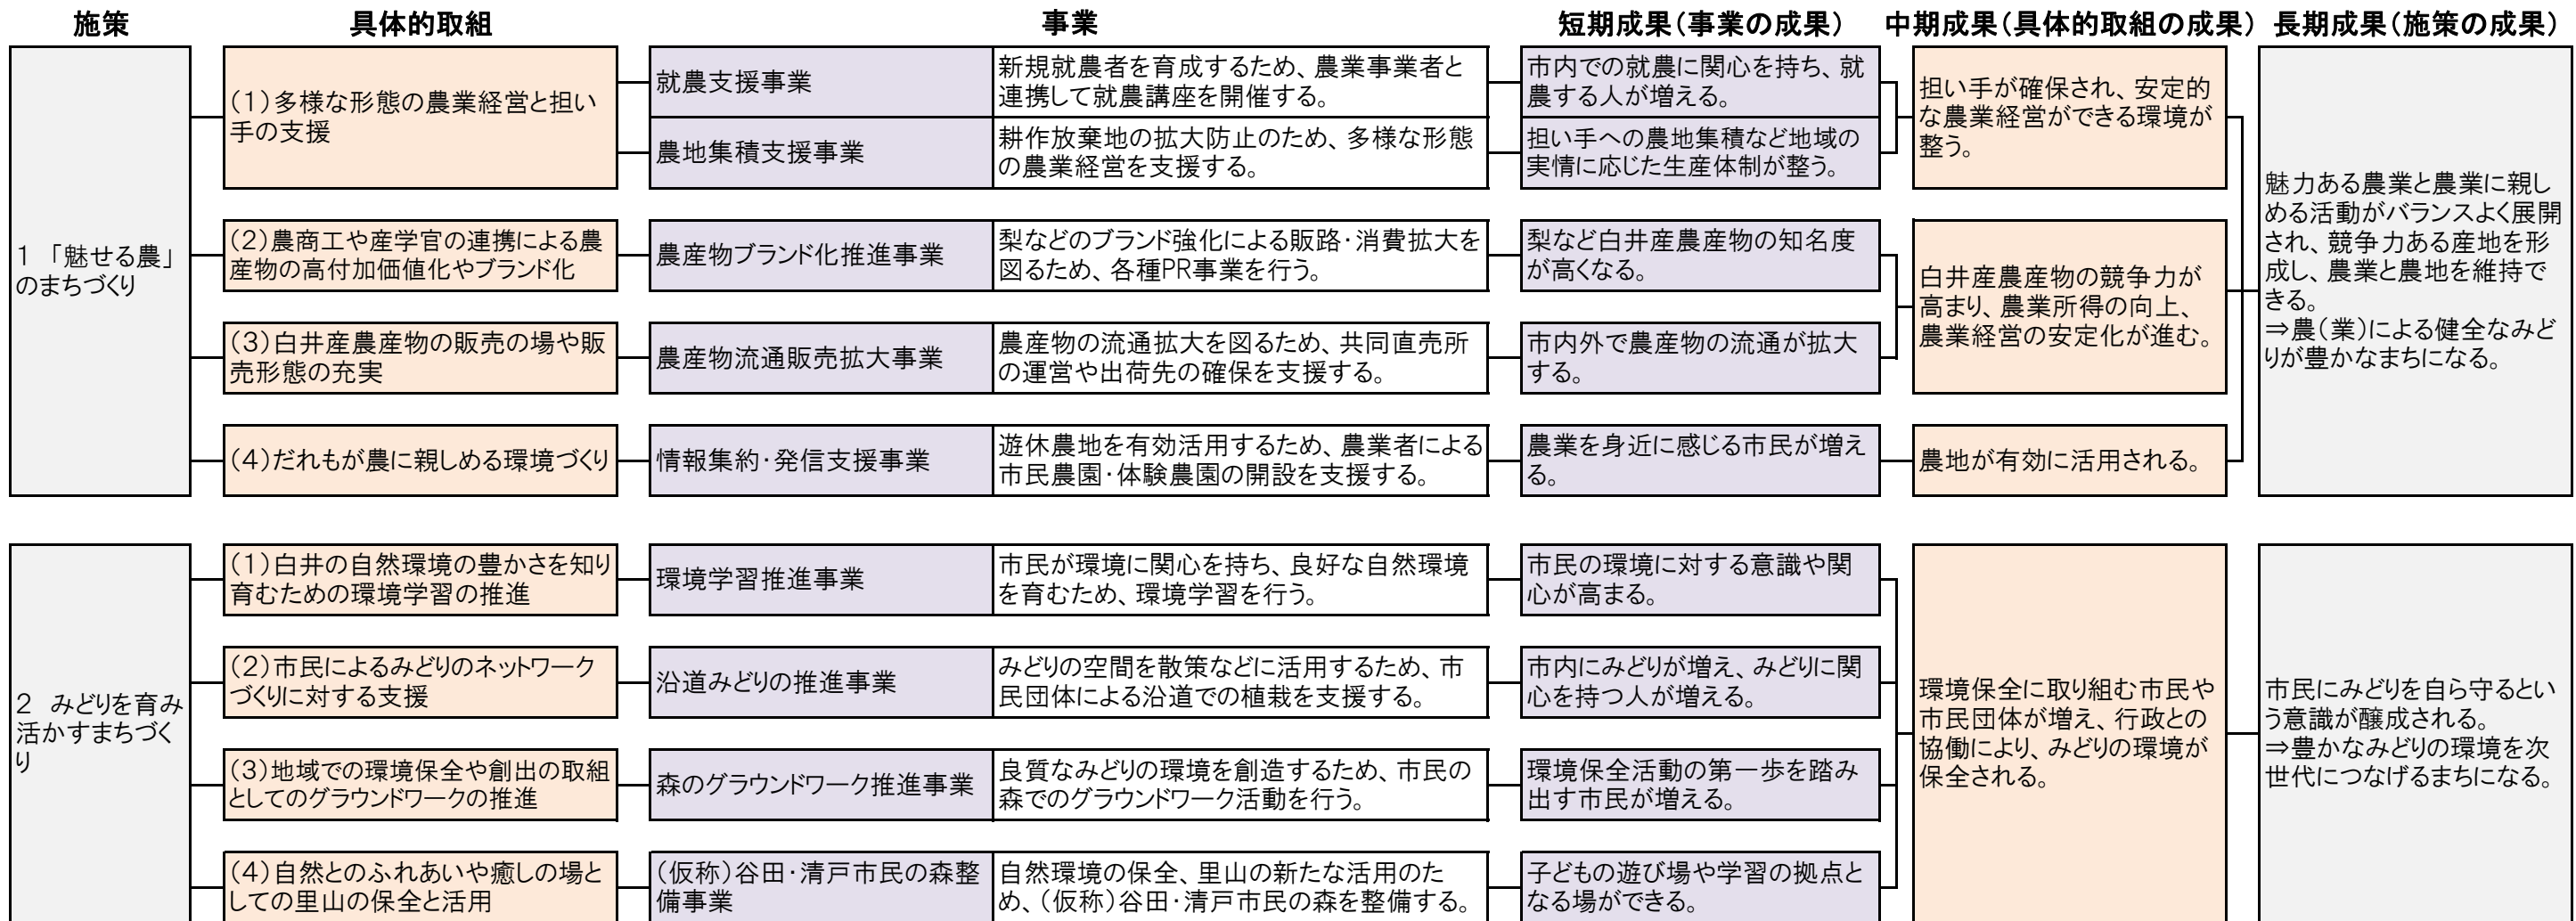 施策
具体的取組
事業
短期成果(事業の成果)
中期成果(具体的取組の成果)
長期成果(施策の成果)
1 「魅せる農」
のまちづくり
(1)多様な形態の農業経営と担い
手の支援
就農支援事業
新規就農者を育成するため、農業事業者と
連携して就農講座を開催する。
市内での就農に関心を持ち、就
農する人が増える。
農地集積支援事業
耕作放棄地の拡大防止のため、多様な形態
の農業経営を支援する。
担い手への農地集積など地域の
実情に応じた生産体制が整う。
担い手が確保され、安定的
な農業経営ができる環境が
整う。
(2)農商工や産学官の連携による農
産物の高付加価値化やブランド化
農産物ブランド化推進事業
梨などのブランド強化による販路・消費拡大を
図るため、各種PR事業を行う。
梨など白井産農産物の知名度
が高くなる。
(3)白井産農産物の販売の場や販
売形態の充実
農産物流通販売拡大事業
農産物の流通拡大を図るため、共同直売所
の運営や出荷先の確保を支援する。
市内外で農産物の流通が拡大
する。
白井産農産物の競争力が
高まり、農業所得の向上、
農業経営の安定化が進む。
(4)だれもが農に親しめる環境づくり
情報集約・発信支援事業
遊休農地を有効活用するため、農業者による
市民農園・体験農園の開設を支援する。
農業を身近に感じる市民が増え
る。
農地が有効に活用される。
魅力ある農業と農業に親し
める活動がバランスよく展開
され、競争力ある産地を形
成し、農業と農地を維持で
きる。
⇒農(業)による健全なみど
りが豊かなまちになる。
2 みどりを育み
活かすまちづく
り
(1)白井の自然環境の豊かさを知り
育むための環境学習の推進
環境学習推進事業
市民が環境に関心を持ち、良好な自然環境
を育むため、環境学習を行う。
市民の環境に対する意識や関
心が高まる。
(2)市民によるみどりのネットワーク
づくりに対する支援
沿道みどりの推進事業
みどりの空間を散策などに活用するため、市
民団体による沿道での植栽を支援する。
市内にみどりが増え、みどりに関
心を持つ人が増える。
(3)地域での環境保全や創出の取組
としてのグラウンドワークの推進
森のグラウンドワーク推進事業
良質なみどりの環境を創造するため、市民の
森でのグラウンドワーク活動を行う。
環境保全活動の第一歩を踏み
出す市民が増える。
(4)自然とのふれあいや癒しの場と
しての里山の保全と活用
(仮称)谷田・清戸市民の森整
備事業
自然環境の保全、里山の新たな活用のた
め、(仮称)谷田・清戸市民の森を整備する。
子どもの遊び場や学習の拠点と
なる場ができる。
環境保全に取り組む市民や
市民団体が増え、行政との
協働により、みどりの環境が
保全される。
市民にみどりを自ら守るとい
う意識が醸成される。
⇒豊かなみどりの環境を次
世代につなげるまちになる。